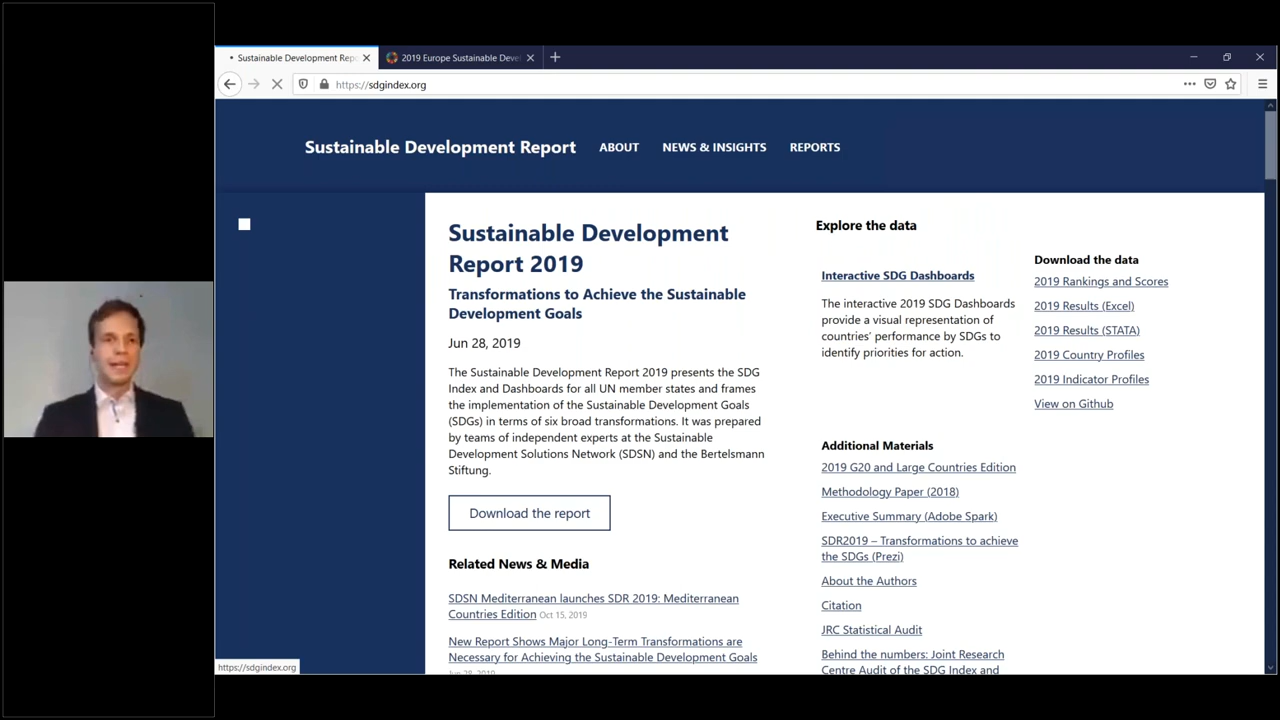 Sustainable Development Repo
2019 Europe Sustainable Deve
https://sdgindex.org
Sustainable Development Report
ABOUT
NEWS & INSIGHTS
REPORTS
Sustainable Development
Report 2019
Transformations to Achieve the Sustainable
Development Goals
Jun 28, 2019
The Sustainable Development Report 2019 presents the SDG
Index and Dashboards for all UN member states and frames
the implementation of the Sustainable Development Goals
(SDGs) in terms of six broad transformations. It was prepared
by teams of independent experts at the Sustainable
Development Solutions Network (SDSN) and the Bertelsmann
Stiftung.
Download the report
Related News & Media
SDSN Mediterranean launches SDR 2019: Mediterranean
Countries Edition Oct 15, 2019
New Report Shows Major Long-Term Transformations are
Necessary for Achieving the Sustainable Development Goals
Jun 28, 2019
Explore the data
Interactive SDG Dashboards
The interactive 2019 SDG Dashboards
provide a visual representation of
countries' performance by SDGs to
identify priorities for action.
Download the data
2019 Rankings and Scores
2019 Results (Excel)
2019 Results (STATA)
2019 Country Profiles
2019 Indicator Profiles
View on Github
Additional Materials
2019 G20 and Large Countries Edition
Methodology Paper (2018)
Executive Summary (Adobe Spark)
SDR2019 – Transformations to achieve
the SDGs (Prezi)
About the Authors
Citation
JRC Statistical Audit
Behind the numbers: Joint Research
Centre Audit of the SDG Index and
https://sdgindex.org